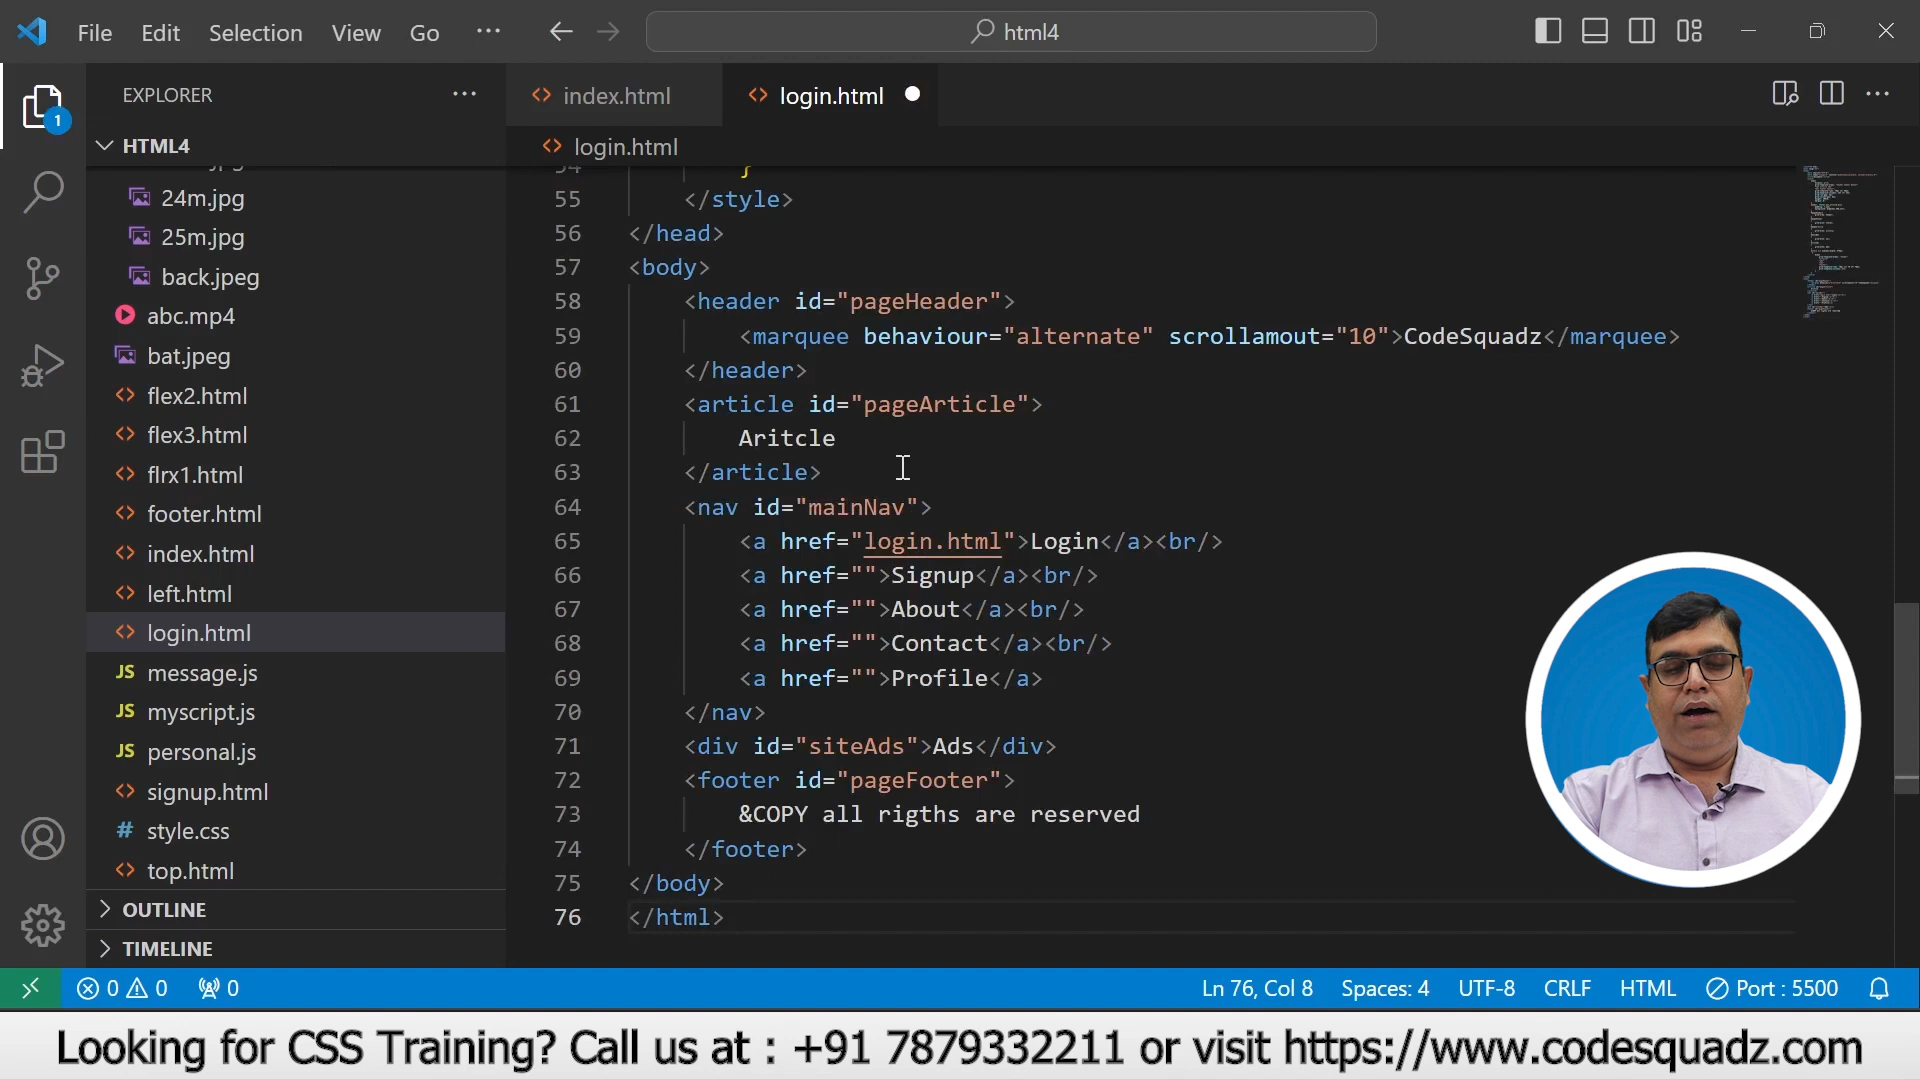 File Edit Selection View Go ··· html4
EXPLORER ···
index.html login.html
1
HTML4
login.html
24m.jpg
25m.jpg
back.jpeg
abc.mp4
bat.jpeg
flex2.html
flex3.html
flrx1.html
footer.html
index.html
left.html
login.html
JS message.js
JS myscript.js
JS personal.js
signup.html
# style.css
top.html
OUTLINE
TIMELINE
54 }
55 </style>
56 </head>
57 <body>
58 <header id="pageHeader">
59 <marquee behaviour="alternate" scrollamout="10">CodeSquadz</marquee>
60 </header>
61 <article id="pageArticle">
62 Aritcle
63 </article>
64 <nav id="mainNav">
65 <a href="login.html">Login</a><br/>
66 <a href="">Signup</a><br/>
67 <a href="">About</a><br/>
68 <a href="">Contact</a><br/>
69 <a href="">Profile</a>
70 </nav>
71 <div id="siteAds">Ads</div>
72 <footer id="pageFooter">
73 &COPY all rigths are reserved
74 </footer>
75 </body>
76 </html>
0 0 0 Ln 76, Col 8 Spaces: 4 UTF-8 CRLF HTML Port : 5500
Looking for CSS Training? Call us at : +91 7879332211 or visit https://www.codesquadz.com